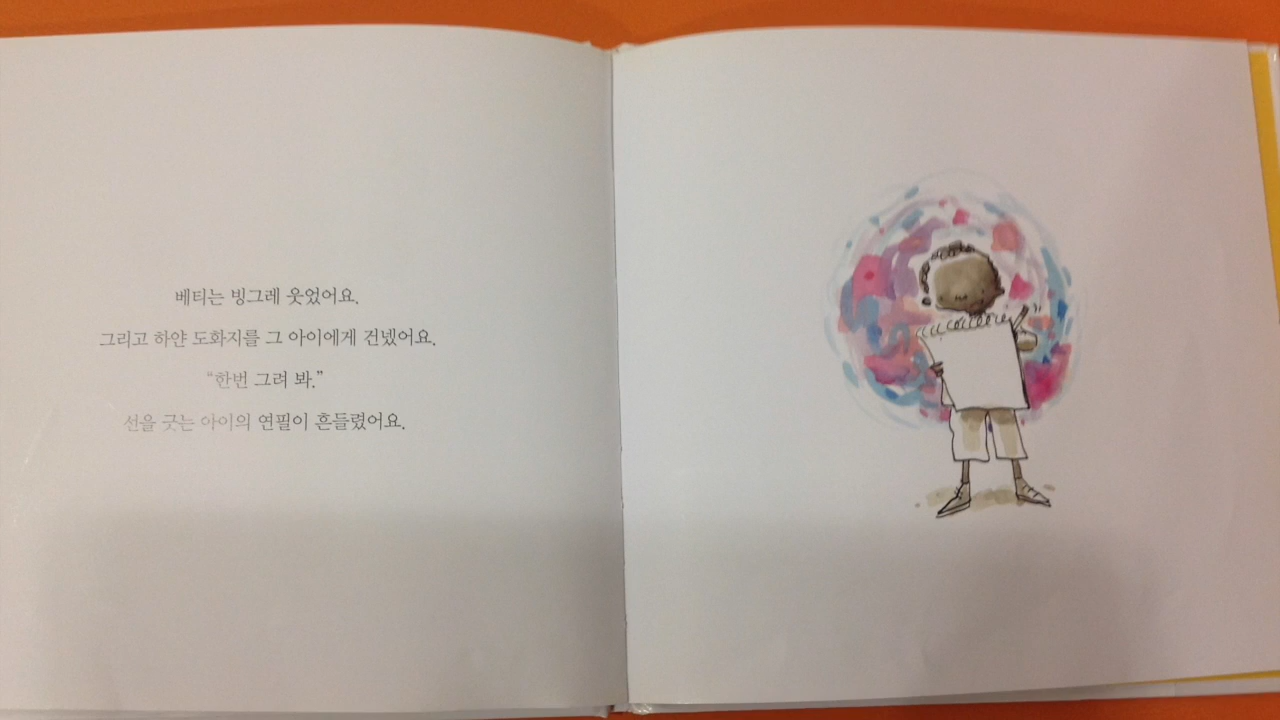 베티는 빙그레 웃었어요.
그리고 하얀 도화지를 그 아이에게 건넸어요.
“한번 그려 봐.”
선을 긋는 아이의 연필이 흔들렸어요.